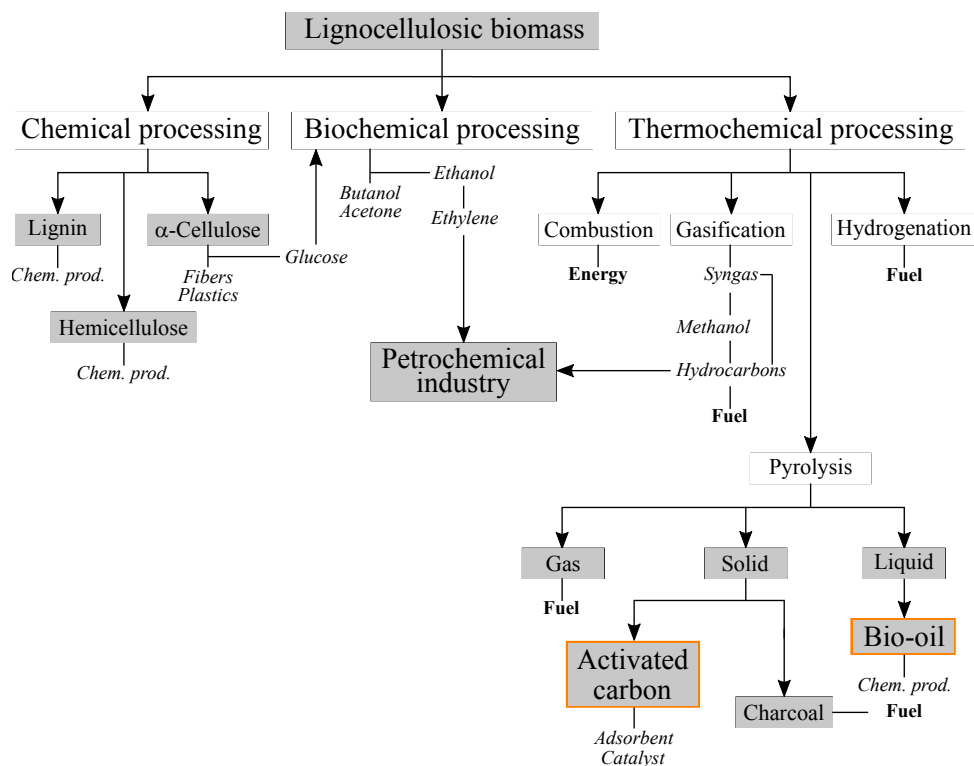 Lignocellulosic biomass
Chemical processing
Biochemical processing
Thermochemical processing
Lignin
α-Cellulose
Glucose
Butanol
Acetone
Ethanol
Ethylene
Combustion
Gasification
Hydrogenation
Chem. prod.
Fibers
Plastics
Energy
Syngas
Fuel
Hemicellulose
Chem. prod.
Methanol
Petrochemical
industry
Hydrocarbons
Fuel
Pyrolysis
Gas
Solid
Liquid
Fuel
Activated
carbon
Bio-oil
Chem. prod.
Charcoal
Fuel
Adsorbent
Catalyst